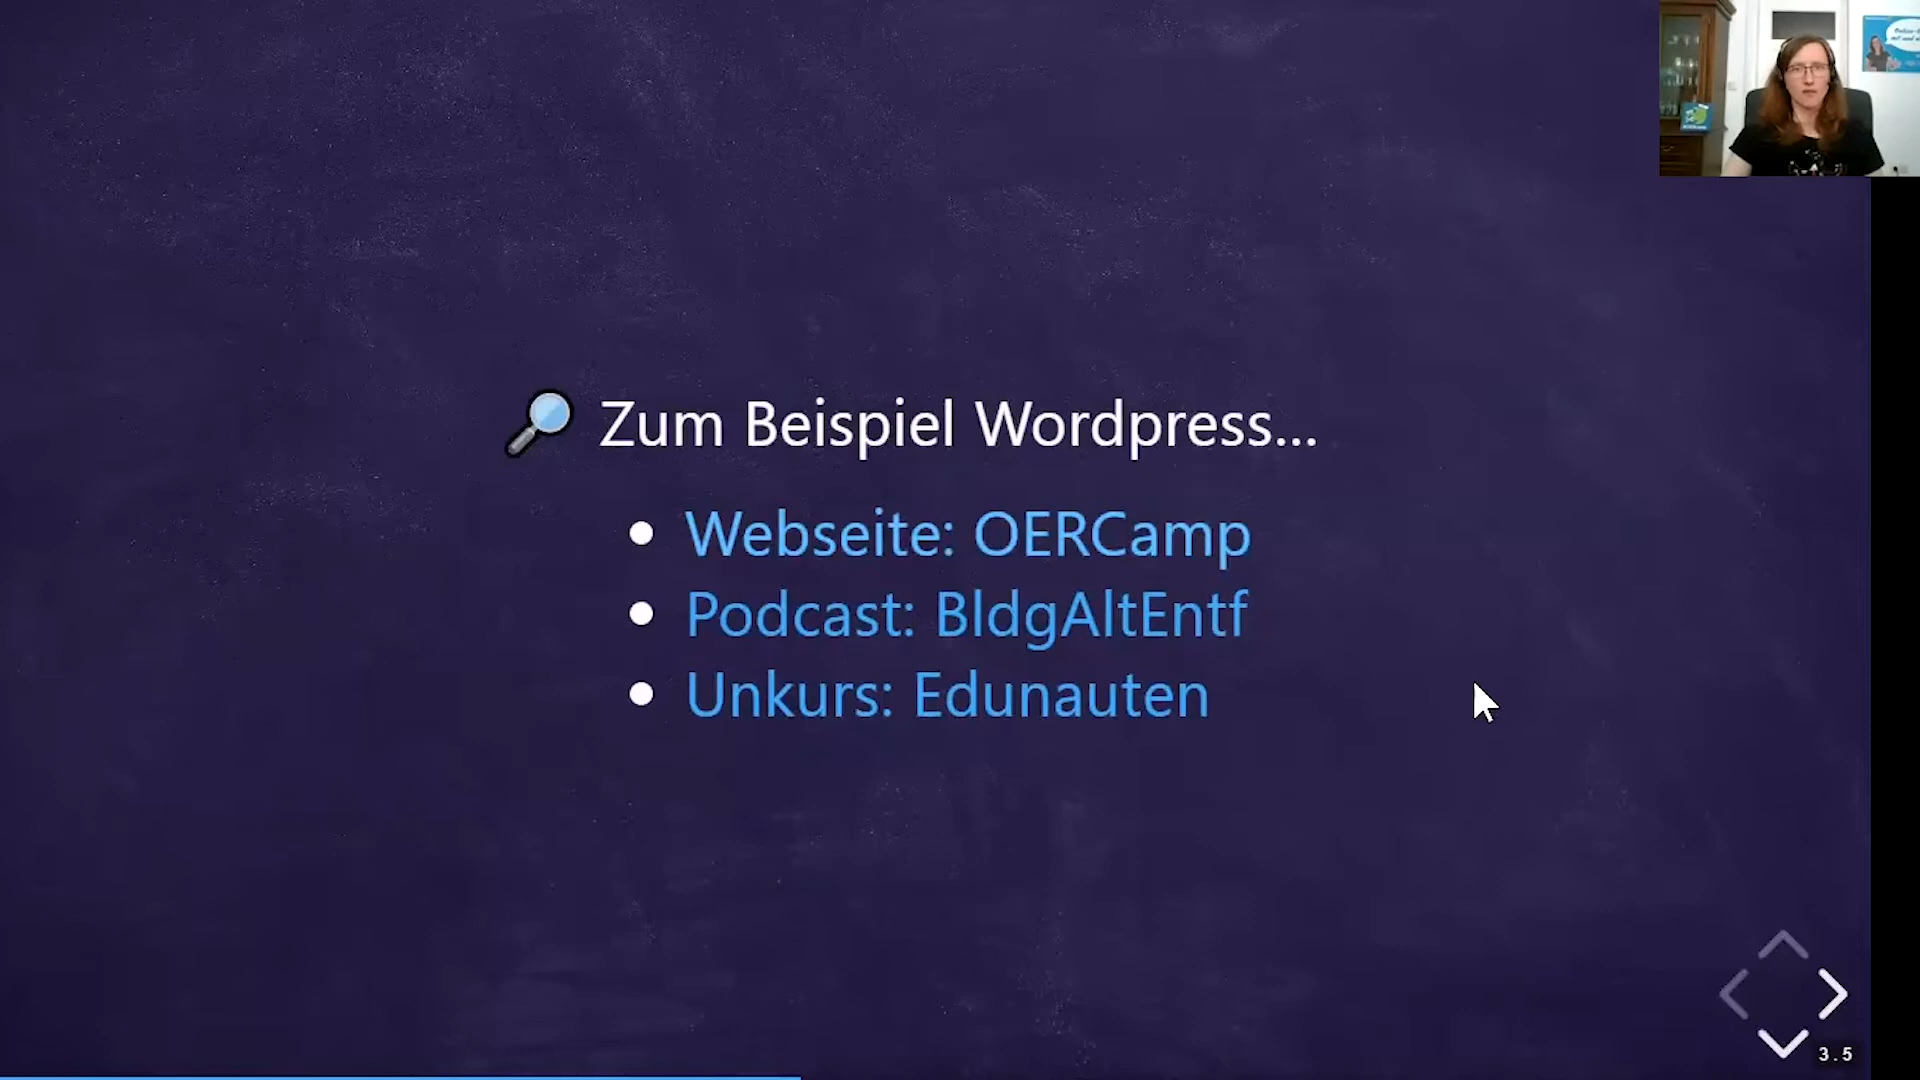 🔎 Zum Beispiel Wordpress...
Webseite: OERCamp
Podcast: BldgAltEntf
Unkurs: Edunauten
3.5